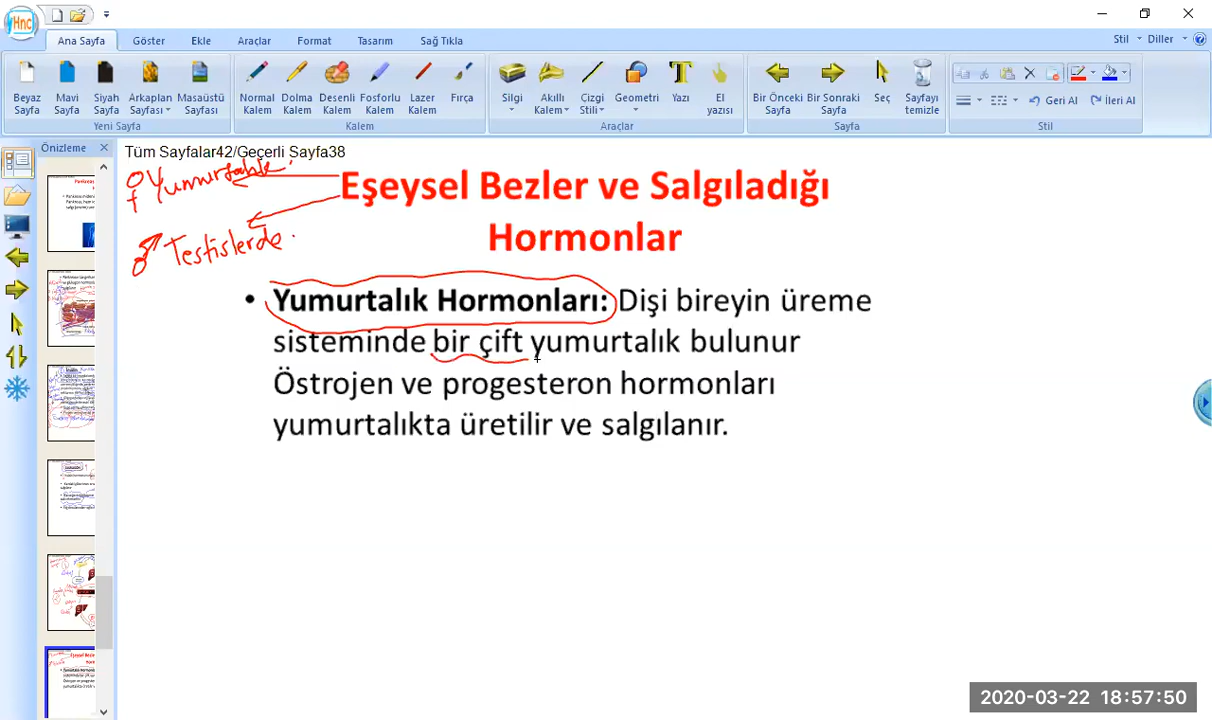 Hnc
Ana Sayfa Göster Ekle Araçlar Format Tasarım Sağ Tıkla
Stil Diller
Beyaz Sayfa
Mavi Sayfa
Siyah Sayfa
Arkaplan Sayfası
Masaüstü Sayfa
Yeni Sayfa
Normal Kalem
Dolma Kalem
Desenli Kalem
Fosforlu Kalem
Lazer Kalem
Fırça
Kalem
Silgi
Akıllı Kalem
Çizgi Stili
Geometri
Yazı
El yazısı
Araçlar
Bir Önceki Sayfa
Bir Sonraki Sayfa
Seç
Sayfayı temizle
Sayfa
Geri Al
İleri Al
Stil
Önizleme
Tüm Sayfalar42/Geçerli Sayfa38
♀ Yumurtalık
♂ Testislerde
Eşeysel Bezler ve Salgıladığı
Hormonlar
• Yumurtalık Hormonları: Dişi bireyin üreme
sisteminde bir çift yumurtalık bulunur
Östrojen ve progesteron hormonları
yumurtalıkta üretilir ve salgılanır.
2020-03-22 18:57:50